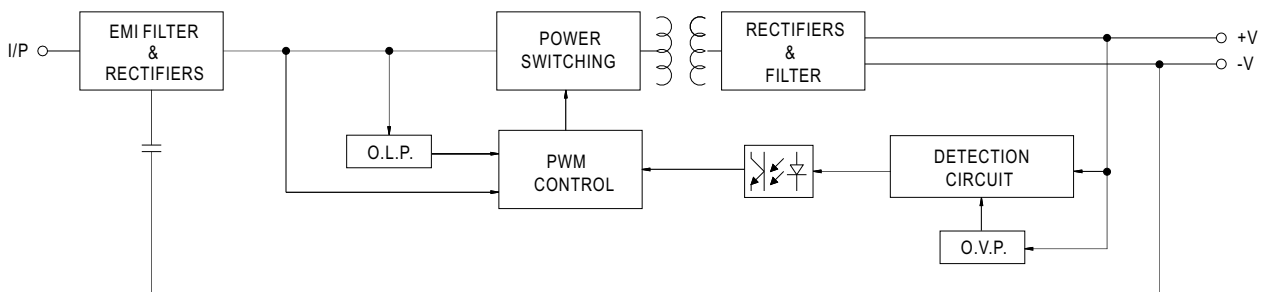 I/P
EMI FILTER
&
RECTIFIERS
POWER
SWITCHING
RECTIFIERS
&
FILTER
+V
-V
O.L.P.
PWM
CONTROL
DETECTION
CIRCUIT
O.V.P.